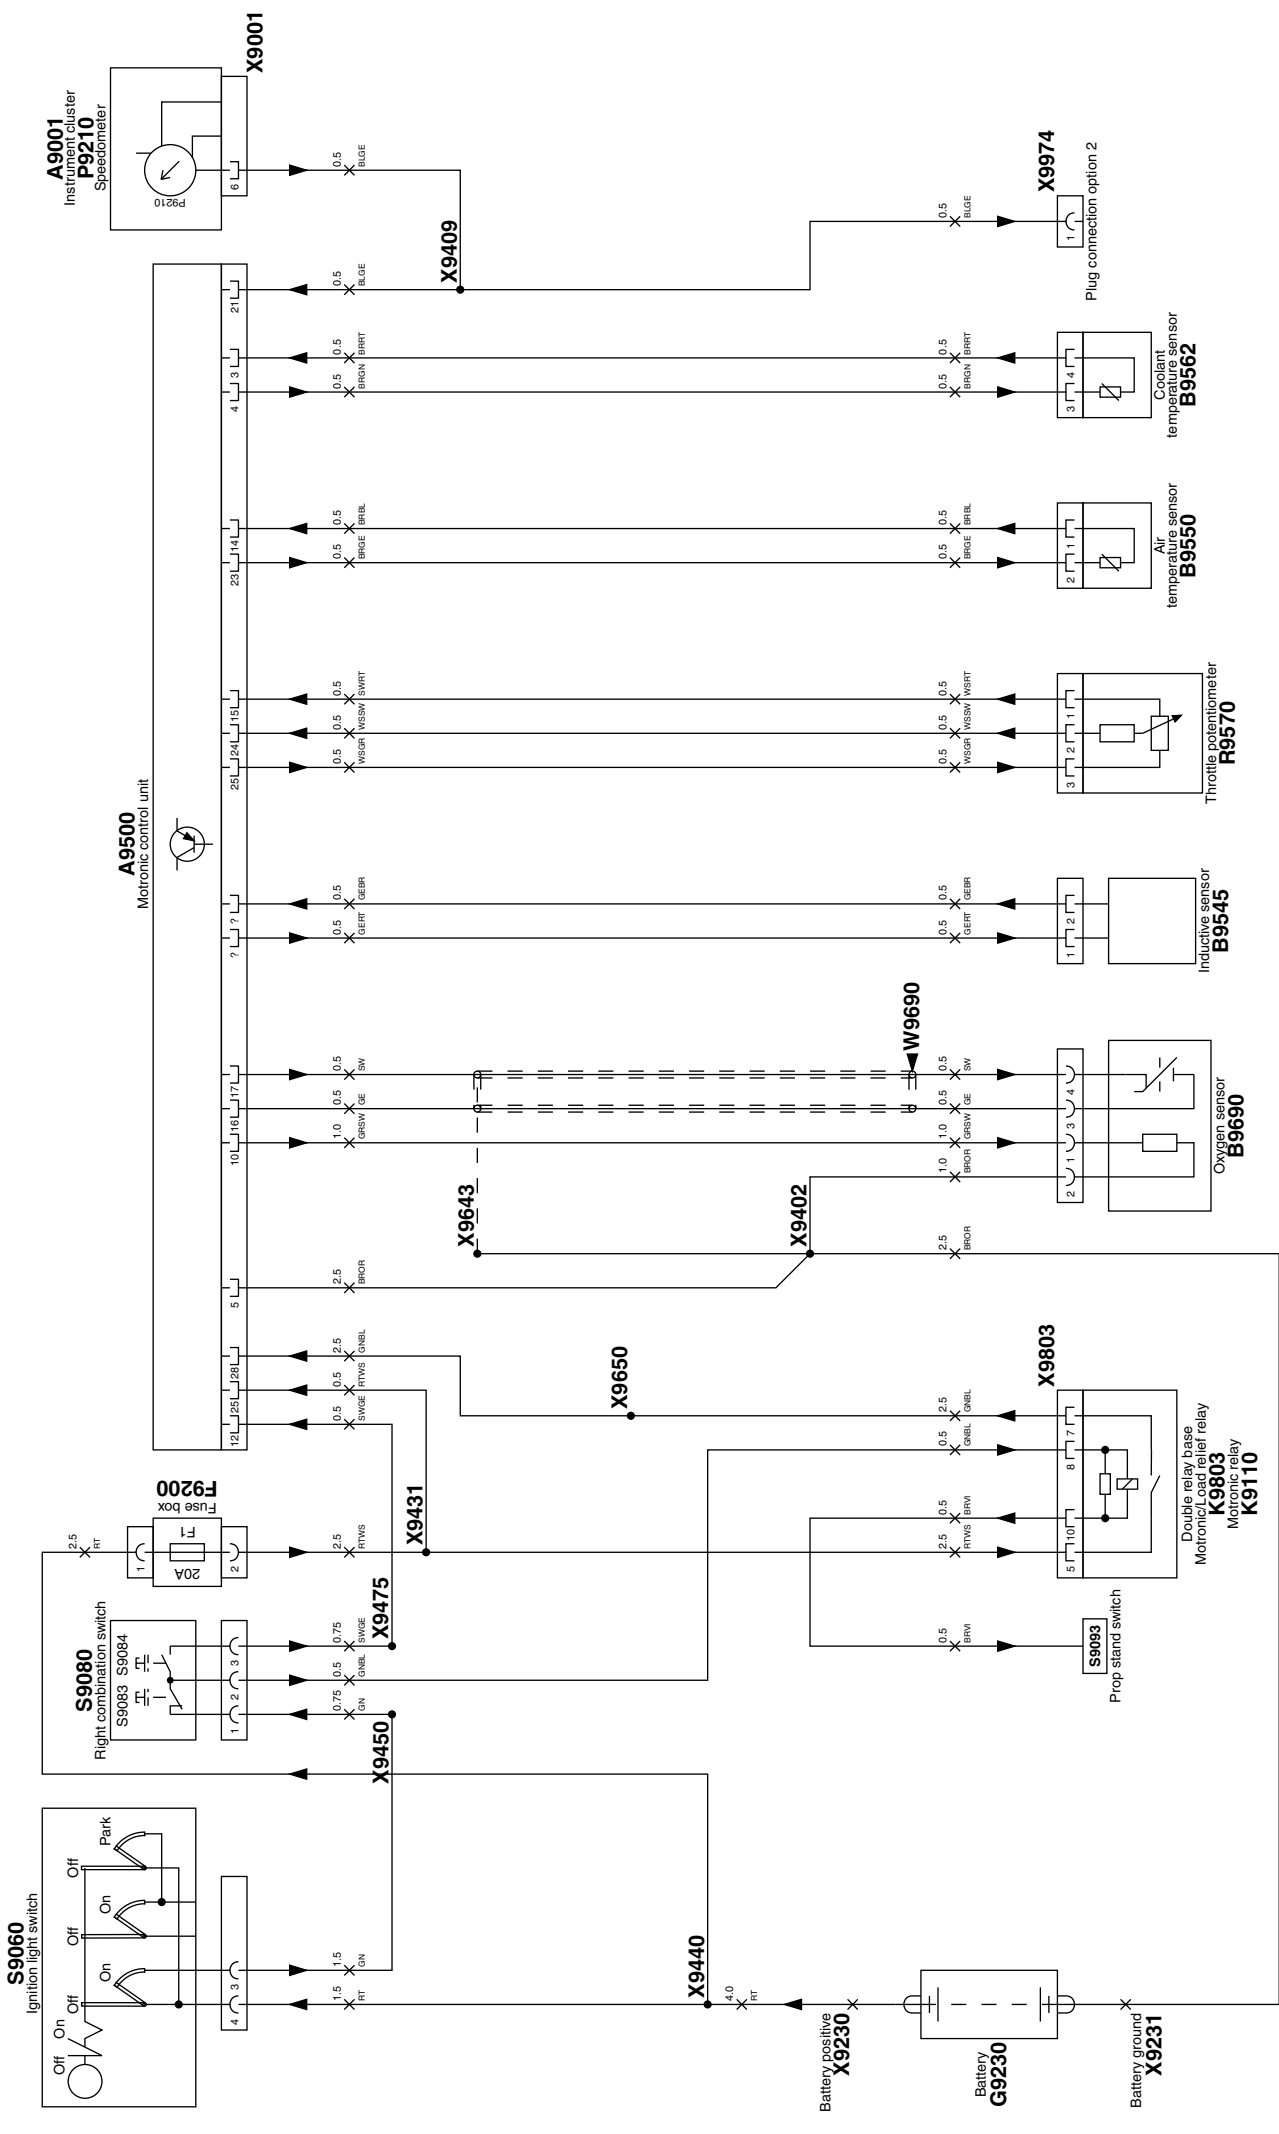 S9060
Ignition light switch
Off
On
Off
On
Off
On
Off
Park
4
3
1.5
RT
1.5
GN
S9080
Right combination switch
S9083
S9084
1
2
3
0.75
GN
0.5
GNBL
0.75
SWGE
X9450
X9475
2.5
RT
F9200
Fuse box
F1
20A
1
2
2.5
RTWS
X9431
A9500
Motronic control unit
12
25
28
5
10
16
17
?
?
25
24
15
23
14
4
3
21
0.5
SWGE
0.5
RTWS
2.5
GNBL
2.5
BROR
1.0
GRSW
0.5
GE
0.5
SW
0.5
GERT
0.5
GEBR
0.5
WSGR
0.5
WSSW
0.5
SWRT
0.5
BRGE
0.5
BRBL
0.5
BRGN
0.5
BRRT
0.5
BLGE
A9001
Instrument cluster
P9210
Speedometer
P9210
6
X9001
0.5
BLGE
X9409
X9643
X9650
X9440
4.0
RT
X9402
W9690
Battery positive
X9230
Battery
G9230
Battery ground
X9231
0.5
BRVI
S9093
Prop stand switch
2.5
RTWS
0.5
BRVI
0.5
GNBL
2.5
GNBL
X9803
5
10
8
7
Double relay base
Motronic/Load relief relay
K9803
Motronic relay
K9110
2.5
BROR
1.0
BROR
1.0
GRSW
0.5
GE
0.5
SW
2
1
3
4
Oxygen sensor
B9690
0.5
GERT
0.5
GEBR
1
2
Inductive sensor
B9545
0.5
WSGR
0.5
WSSW
0.5
WSRT
3
2
1
Throttle potentiometer
R9570
0.5
BRGE
0.5
BRBL
2
1
Air
temperature sensor
B9550
0.5
BRGN
0.5
BRRT
3
4
Coolant
temperature sensor
B9562
0.5
BLGE
1
X9974
Plug connection option 2